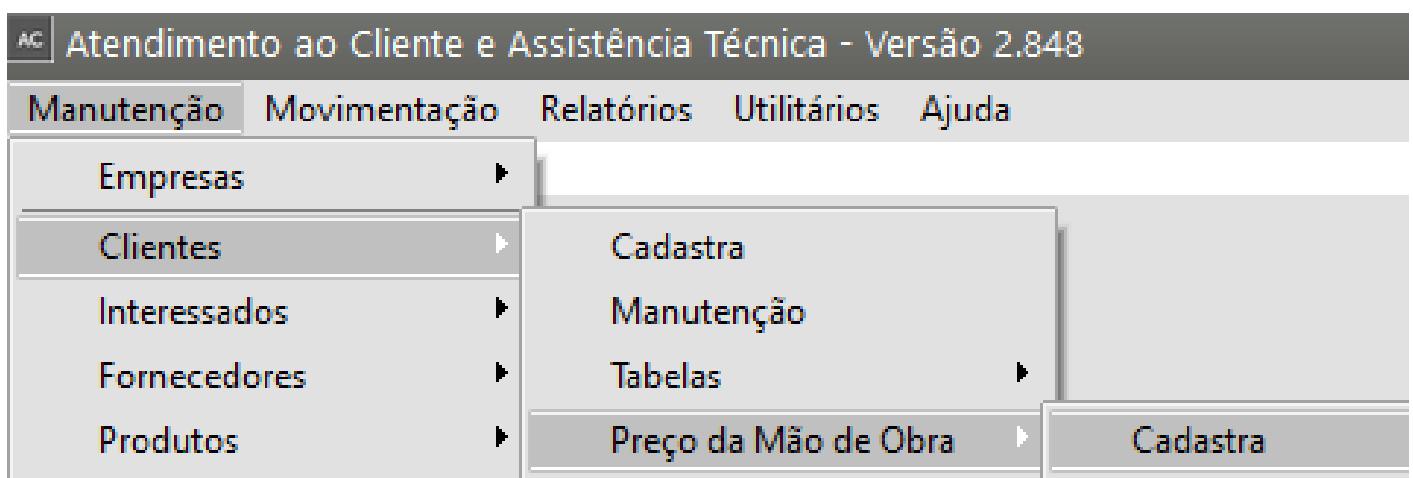 AC Atendimento ao Cliente e Assistência Técnica - Versão 2.848
Manutenção Movimentação Relatórios Utilitários Ajuda
Empresas
Clientes Cadastra
Interessados Manutenção
Fornecedores Tabelas
Produtos Preço da Mão de Obra Cadastra